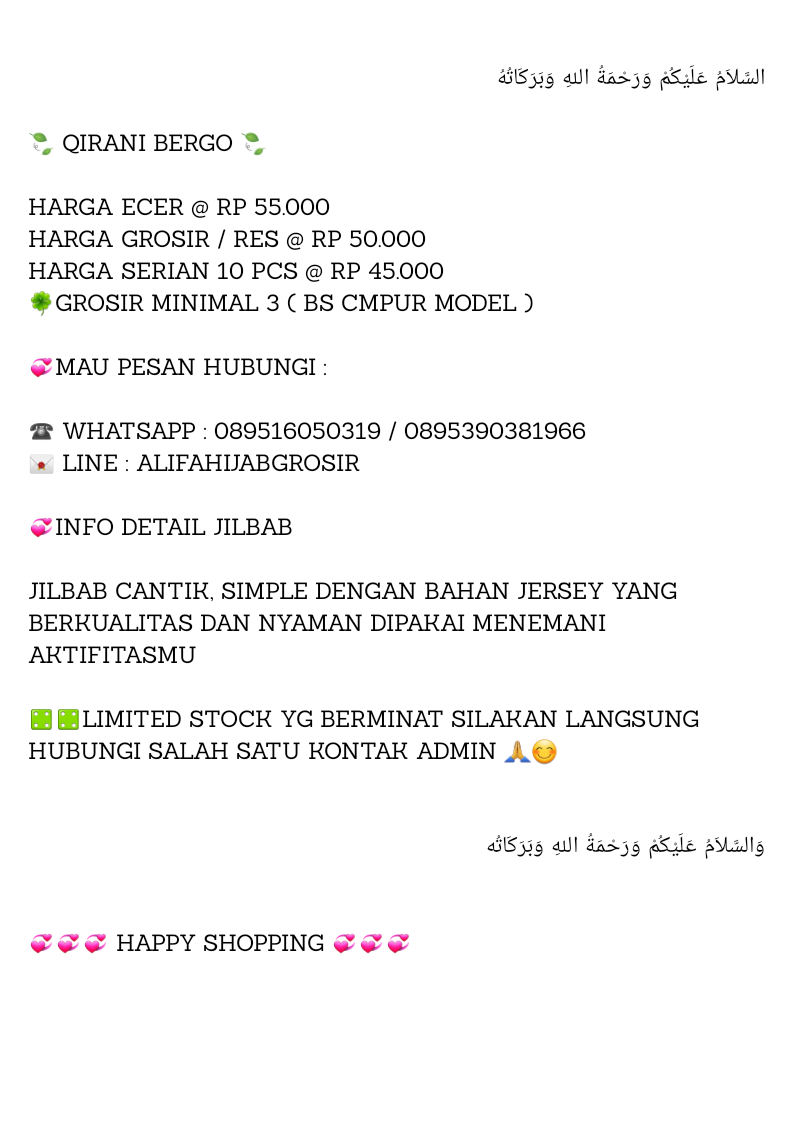 السَّلاَمُ عَلَيْكُمْ وَرَحْمَةُ اللهِ وَبَرَكَاتُهُ
🍃 QIRANI BERGO 🍃
HARGA ECER @ RP 55.000
HARGA GROSIR / RES @ RP 50.000
HARGA SERIAN 10 PCS @ RP 45.000
🍀GROSIR MINIMAL 3 ( BS CMPUR MODEL )
💞MAU PESAN HUBUNGI :
☎ WHATSAPP : 089516050319 / 0895390381966
💌 LINE : ALIFAHIJABGROSIR
💞INFO DETAIL JILBAB
JILBAB CANTIK, SIMPLE DENGAN BAHAN JERSEY YANG
BERKUALITAS DAN NYAMAN DIPAKAI MENEMANI
AKTIFITASMU
LIMITED STOCK YG BERMINAT SILAKAN LANGSUNG
HUBUNGI SALAH SATU KONTAK ADMIN 🙏😊
وَالسَّلاَمُ عَلَيْكُمْ وَرَحْمَةُ اللهِ وَبَرَكَاتُه
💞💞💞 HAPPY SHOPPING 💞💞💞